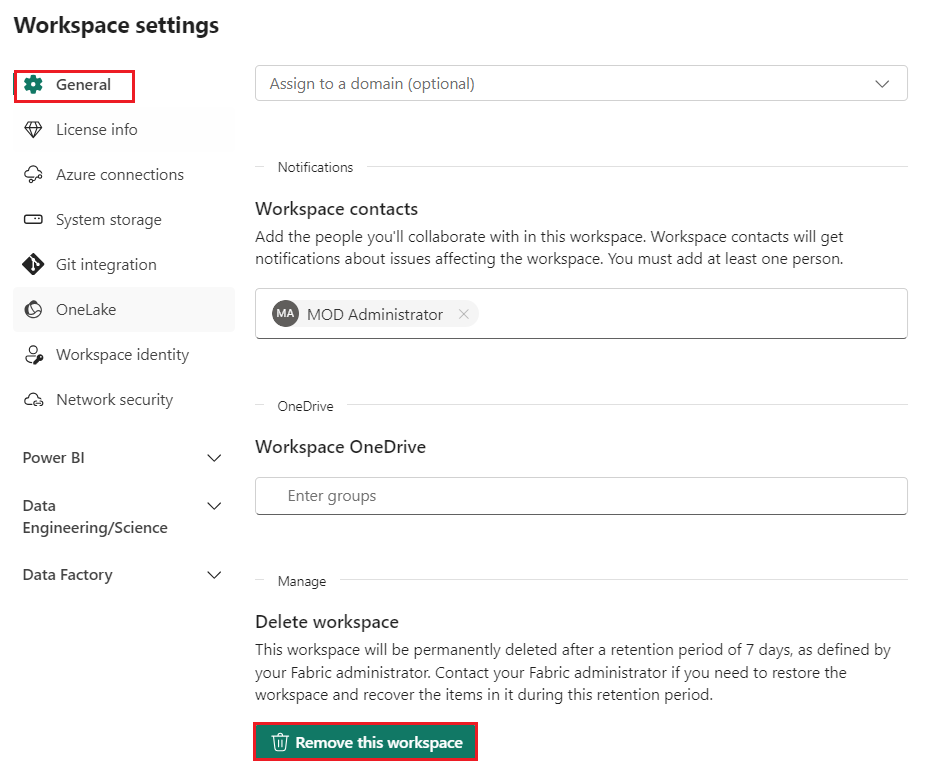 Workspace settings
General
License info
Azure connections
System storage
Git integration
OneLake
Workspace identity
Network security
Power BI
Data
Engineering/Science
Data Factory
Assign to a domain (optional)
Notifications
Workspace contacts
Add the people you'll collaborate with in this workspace. Workspace contacts will get
notifications about issues affecting the workspace. You must add at least one person.
MA MOD Administrator
OneDrive
Workspace OneDrive
Enter groups
Manage
Delete workspace
This workspace will be permanently deleted after a retention period of 7 days, as defined by
your Fabric administrator. Contact your Fabric administrator if you need to restore the
workspace and recover the items in it during this retention period.
Remove this workspace